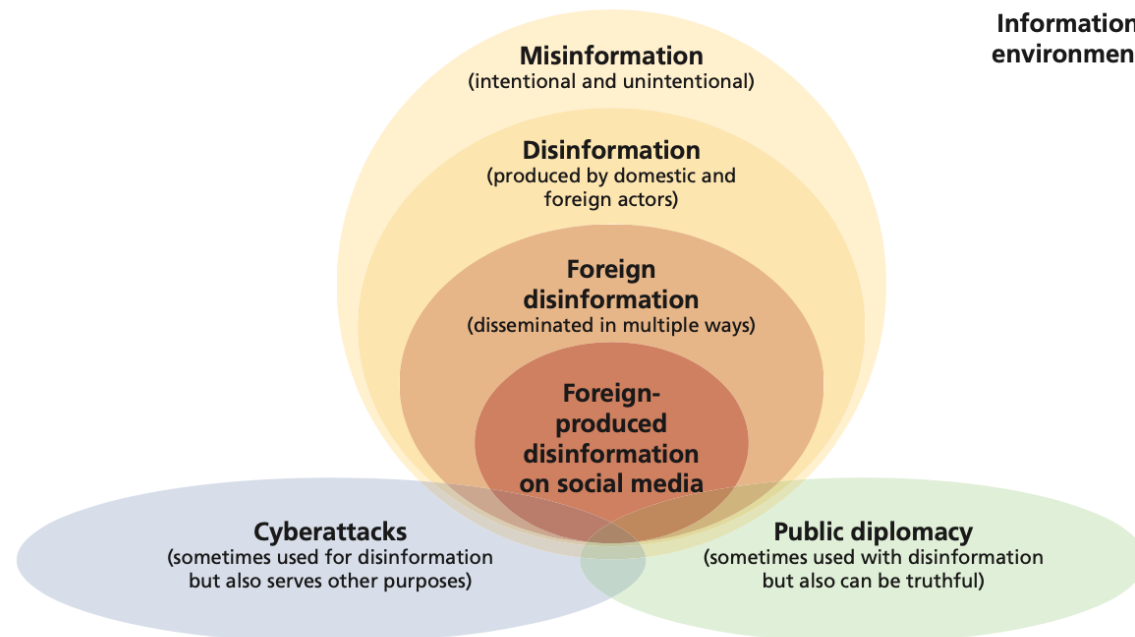 Information
environmen
Misinformation
(intentional and unintentional)
Disinformation
(produced by domestic and
foreign actors)
Foreign
disinformation
(disseminated in multiple ways)
Foreign-
produced
disinformation
on social media
Cyberattacks
(sometimes used for disinformation
but also serves other purposes)
Public diplomacy
(sometimes used with disinformation
but also can be truthful)